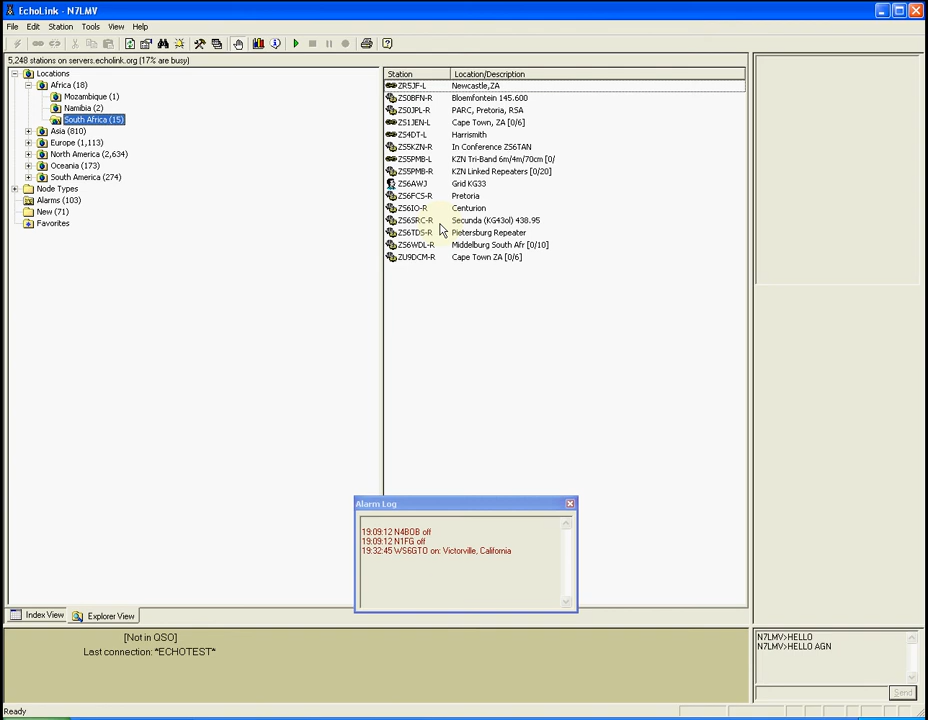 EchoLink - N7LMV
File Edit Station Tools View Help
5,248 stations on servers.echolink.org (17% are busy)
Locations
Africa (18)
Mozambique (1)
Namibia (2)
South Africa (15)
Asia (810)
Europe (1,113)
North America (2,634)
Oceania (173)
South America (274)
Node Types
Alarms (103)
New (71)
Favorites
Station Location/Description
ZR5JF-L Newcastle,ZA
ZS0BFN-R Bloemfontein 145.600
ZS0JPL-R PARC, Pretoria, RSA
ZS1JEN-L Cape Town, ZA [0/6]
ZS4DT-L Harrismith
ZS5KZN-R In Conference ZS6TAN
ZS5PMB-L KZN Tri-Band 6m/4m/70cm [0/
ZS5PMB-R KZN Linked Repeaters [0/20]
ZS6AWJ Grid KG33
ZS6FCS-R Pretoria
ZS6IO-R Centurion
ZS6SRC-R Secunda (KG43ol) 438.95
ZS6TDS-R Pietersburg Repeater
ZS6WDL-R Middelburg South Afr [0/10]
ZU9DCM-R Cape Town ZA [0/6]
Alarm Log
19:09:12 N4BOB off
19:09:12 N1FG off
19:32:45 WS6GTO on: Victorville, California
Index View Explorer View
[Not in QSO]
Last connection: *ECHOTEST*
N7LMV>HELLO
N7LMV>HELLO AGN
Send
Ready